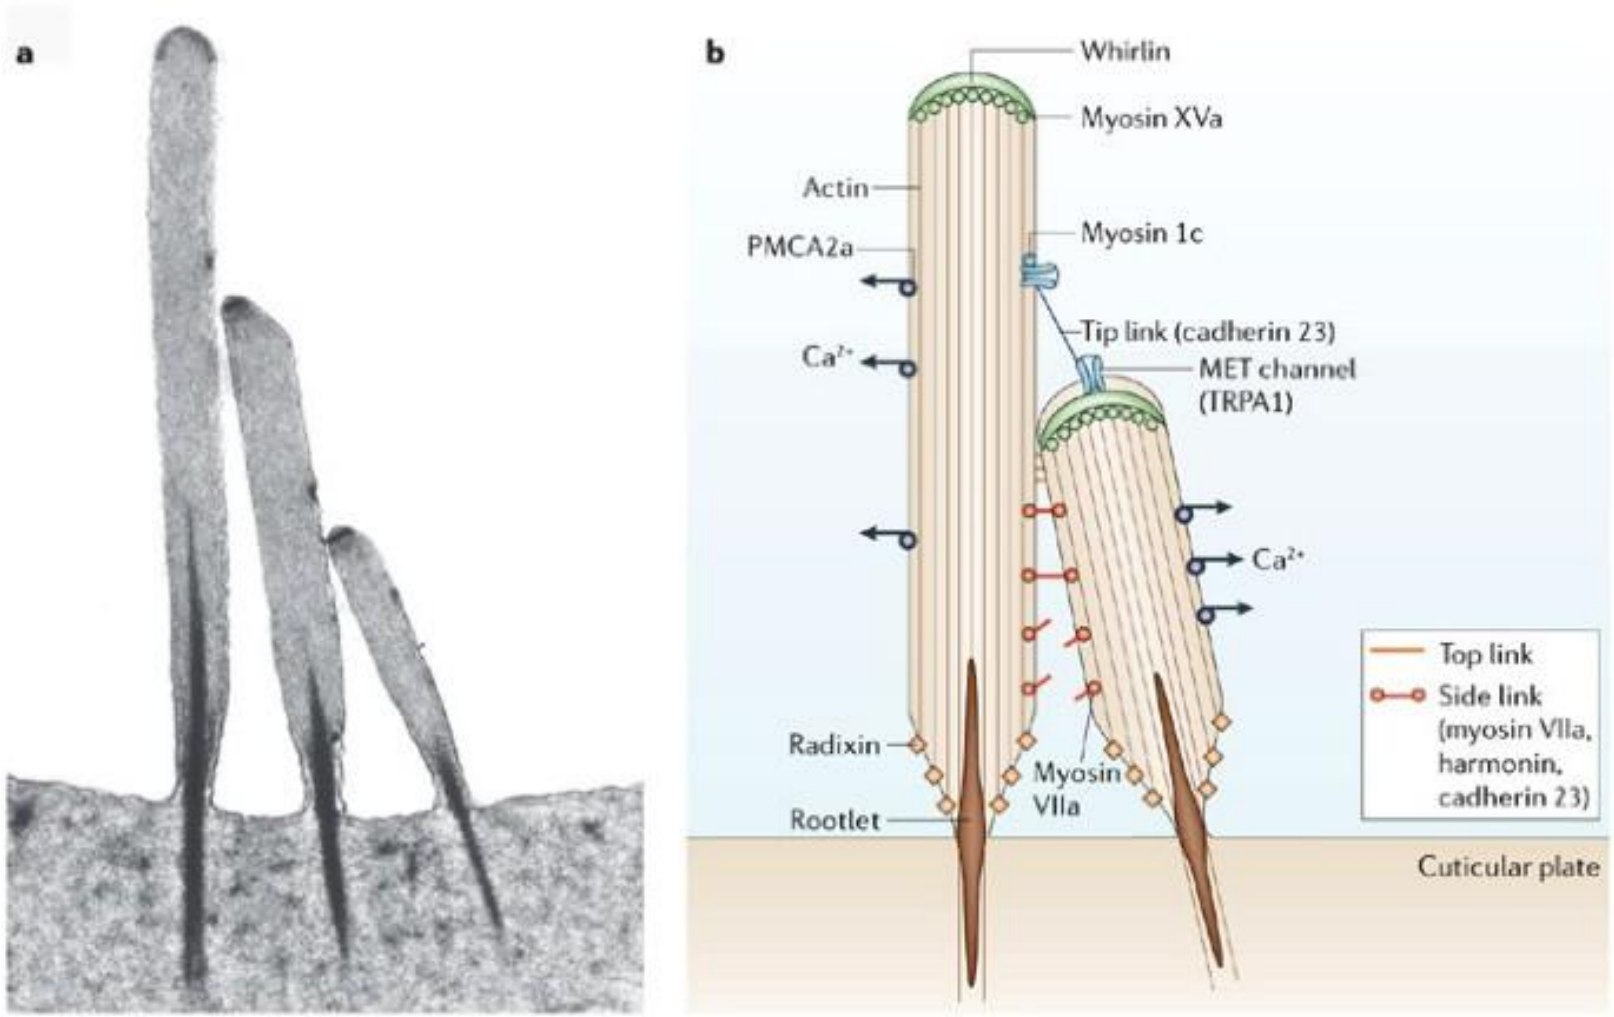 a
b
Whirlin
Myosin XVa
Actin
Myosin 1c
PMCA2a
Tip link (cadherin 23)
Ca²⁺
MET channel
(TRPA1)
Ca²⁺
Top link
Side link
(myosin VIIa,
harmonin,
cadherin 23)
Radixin
Myosin
VIIa
Rootlet
Cuticular plate